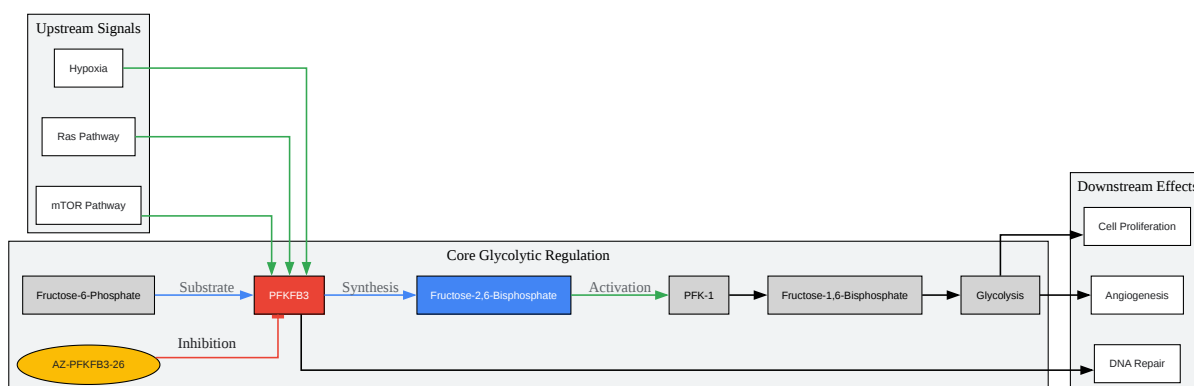 Upstream Signals
Hypoxia
Ras Pathway
mTOR Pathway
Downstream Effects
Cell Proliferation
Core Glycolytic Regulation
Fructose-6-Phosphate
Substrate
PFKFB3
Synthesis
Fructose-2,6-Bisphosphate
Activation
PFK-1
Fructose-1,6-Bisphosphate
Glycolysis
Angiogenesis
Inhibition
AZ-PFKFB3-26
DNA Repair